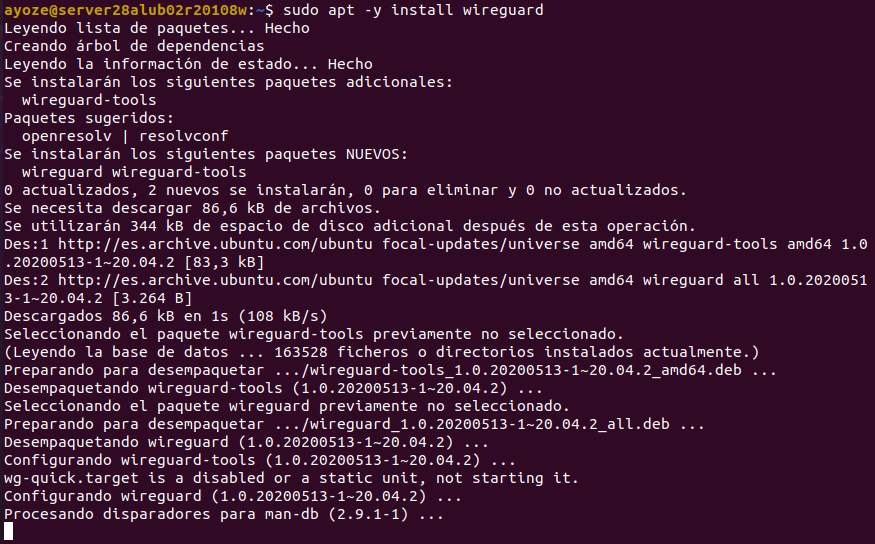 ayoze@server28alub02r20108w:~$ sudo apt -y install wireguard
Leyendo lista de paquetes... Hecho
Creando árbol de dependencias
Leyendo la información de estado... Hecho
Se instalarán los siguientes paquetes adicionales:
  wireguard-tools
Paquetes sugeridos:
  openresolv | resolvconf
Se instalarán los siguientes paquetes NUEVOS:
  wireguard wireguard-tools
0 actualizados, 2 nuevos se instalarán, 0 para eliminar y 0 no actualizados.
Se necesita descargar 86,6 kB de archivos.
Se utilizarán 344 kB de espacio de disco adicional después de esta operación.
Des:1 http://es.archive.ubuntu.com/ubuntu focal-updates/universe amd64 wireguard-tools amd64 1.0
.20200513-1~20.04.2 [83,3 kB]
Des:2 http://es.archive.ubuntu.com/ubuntu focal-updates/universe amd64 wireguard all 1.0.2020051
3-1~20.04.2 [3.264 B]
Descargados 86,6 kB en 1s (108 kB/s)
Seleccionando el paquete wireguard-tools previamente no seleccionado.
(Leyendo la base de datos ... 163528 ficheros o directorios instalados actualmente.)
Preparando para desempaquetar .../wireguard-tools_1.0.20200513-1~20.04.2_amd64.deb ...
Desempaquetando wireguard-tools (1.0.20200513-1~20.04.2) ...
Seleccionando el paquete wireguard previamente no seleccionado.
Preparando para desempaquetar .../wireguard_1.0.20200513-1~20.04.2_all.deb ...
Desempaquetando wireguard (1.0.20200513-1~20.04.2) ...
Configurando wireguard-tools (1.0.20200513-1~20.04.2) ...
wg-quick.target is a disabled or a static unit, not starting it.
Configurando wireguard (1.0.20200513-1~20.04.2) ...
Procesando disparadores para man-db (2.9.1-1) ...